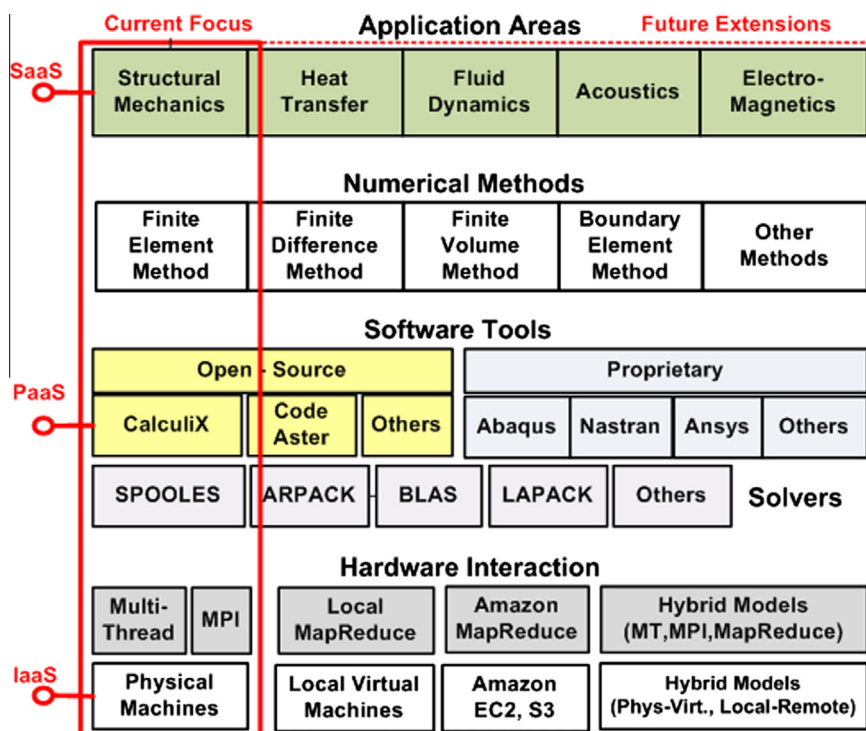 Current Focus
Application Areas
Future Extensions
SaaS
Structural
Mechanics
Heat
Transfer
Fluid
Dynamics
Acoustics
Electro-
Magnetics
Numerical Methods
Finite
Element
Method
Finite
Difference
Method
Finite
Volume
Method
Boundary
Element
Method
Other
Methods
Software Tools
PaaS
Open - Source
Proprietary
CalculiX
Code
Aster
Others
Abaqus
Nastran
Ansys
Others
SPOOLES
ARPACK
BLAS
LAPACK
Others
Solvers
Hardware Interaction
Multi-
Thread
MPI
Local
MapReduce
Amazon
MapReduce
Hybrid Models
(MT,MPI,MapReduce)
IaaS
Physical
Machines
Local Virtual
Machines
Amazon
EC2, S3
Hybrid Models
(Phys-Virt., Local-Remote)